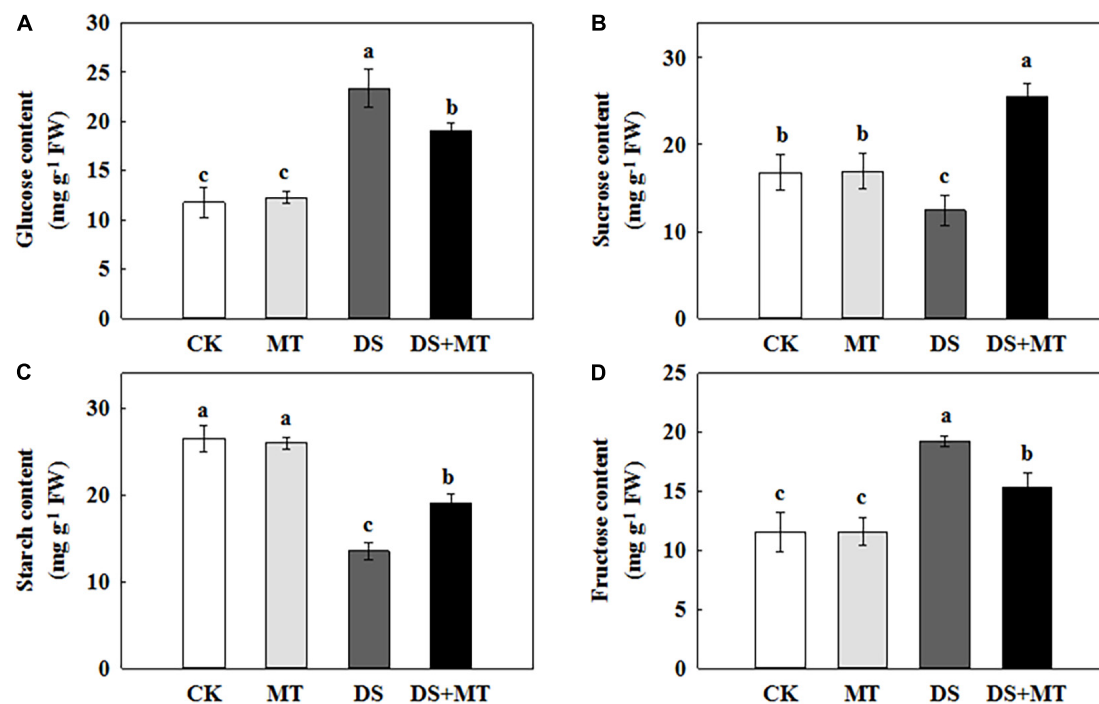 A
Glucose content
(mg g-1 FW)
30
25
20
15
10
5
0
c
c
a
b
CK MT DS DS+MT
B
Sucrose content
(mg g-1 FW)
30
20
10
0
b
b
c
a
CK MT DS DS+MT
C
Starch content
(mg g-1 FW)
30
20
10
0
a
a
c
b
CK MT DS DS+MT
D
Fructose content
(mg g-1 FW)
25
20
15
10
5
0
c
c
a
b
CK MT DS DS+MT